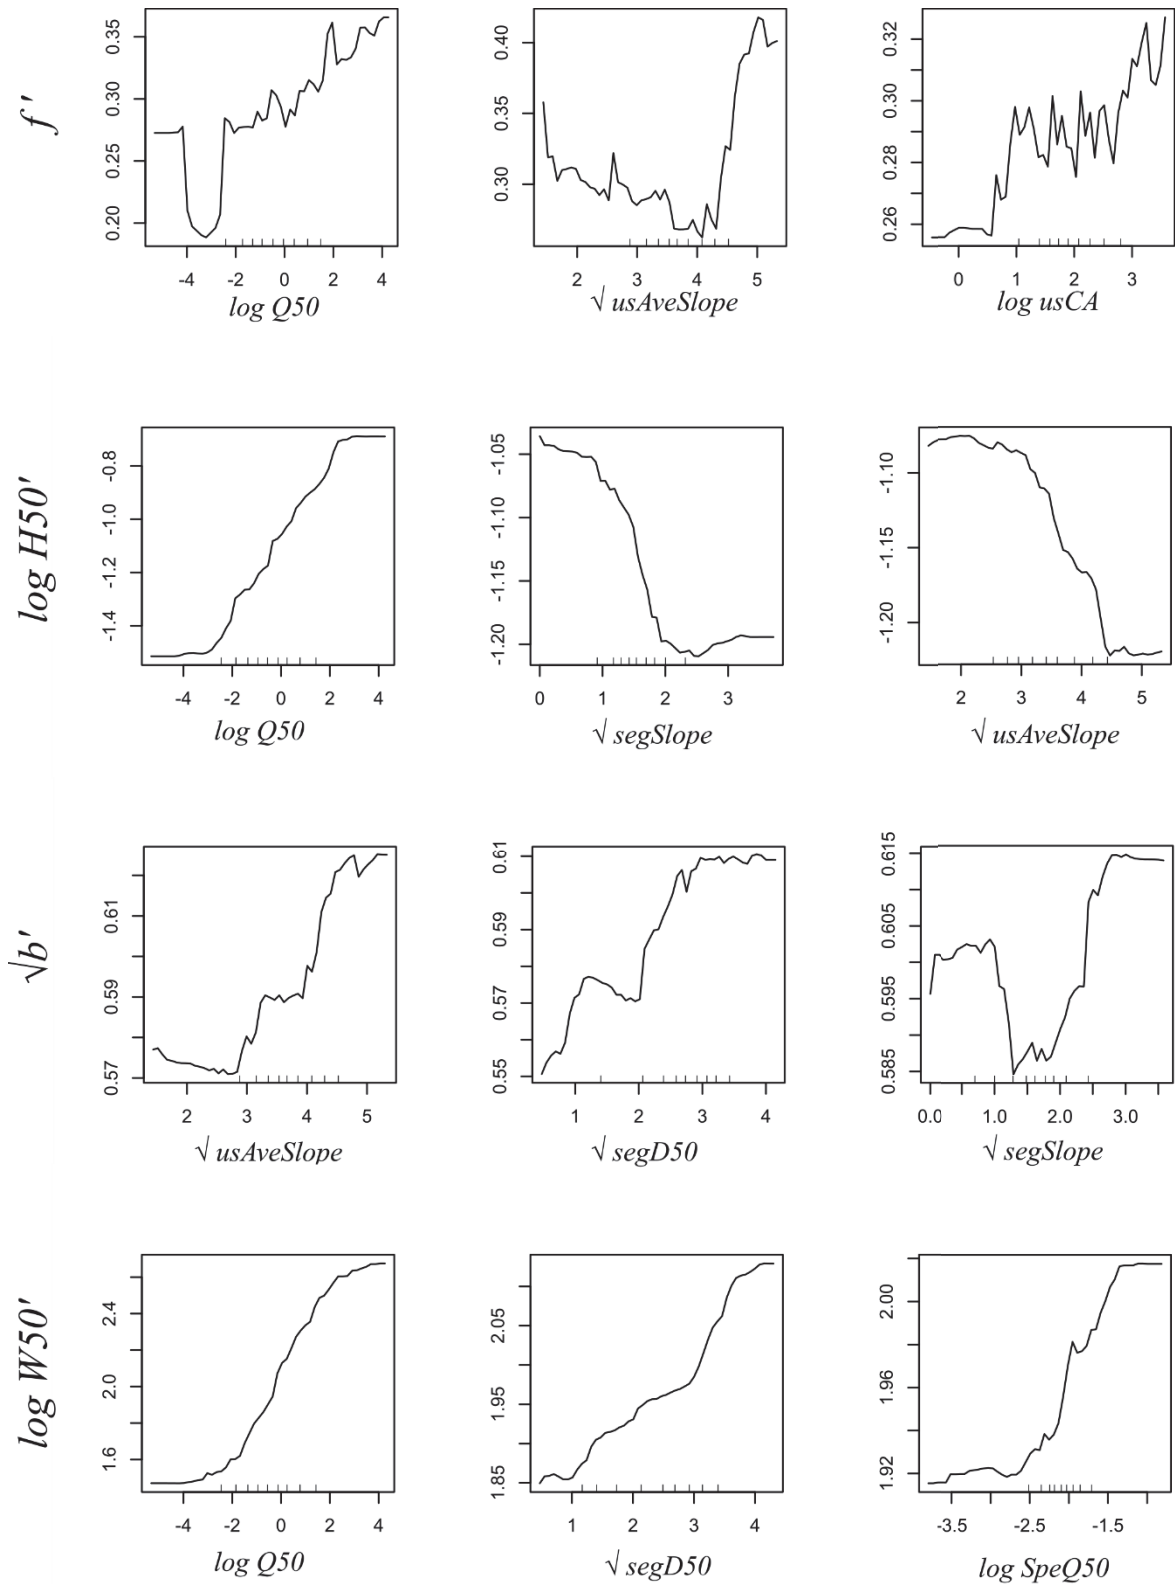 f'
0.20 0.25 0.30 0.35
-4 -2 0 2 4
log Q50
0.30 0.35 0.40
2 3 4 5
√ usAveSlope
0.26 0.28 0.30 0.32
0 1 2 3
log usCA
log H50'
-1.4 -1.2 -1.0 -0.8
-4 -2 0 2 4
log Q50
-1.20 -1.15 -1.10 -1.05
0 1 2 3
√ segSlope
-1.20 -1.15 -1.10
2 3 4 5
√ usAveSlope
√b'
0.57 0.59 0.61
2 3 4 5
√ usAveSlope
0.55 0.57 0.59 0.61
1 2 3 4
√ segD50
0.585 0.595 0.605 0.615
0.0 1.0 2.0 3.0
√ segSlope
log W50'
1.6 2.0 2.4
-4 -2 0 2 4
log Q50
1.85 1.95 2.05
1 2 3 4
√ segD50
1.92 1.96 2.00
-3.5 -2.5 -1.5
log SpeQ50